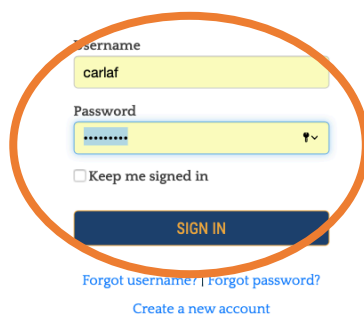 Username
carlaf
Password
•••••••••
Keep me signed in
SIGN IN
Forgot username? | Forgot password?
Create a new account